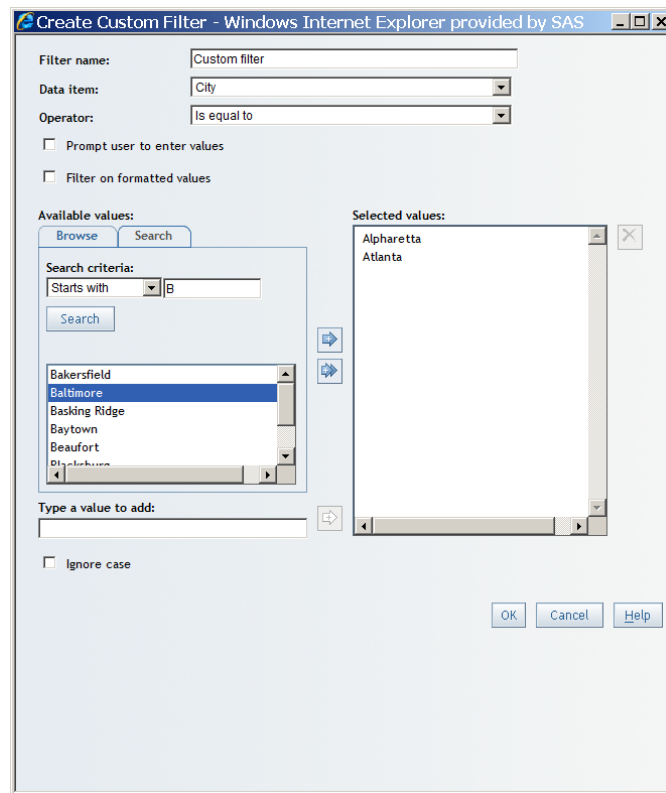 Create Custom Filter - Windows Internet Explorer provided by SAS
Filter name: Custom filter
Data item: City
Operator: Is equal to
Prompt user to enter values
Filter on formatted values
Available values: Selected values:
Browse Search
Alpharetta
Atlanta
Search criteria:
Starts with B
Search
Bakersfield
Baltimore
Basking Ridge
Baytown
Beaufort
Blacksburg
Type a value to add:
Ignore case
OK Cancel Help